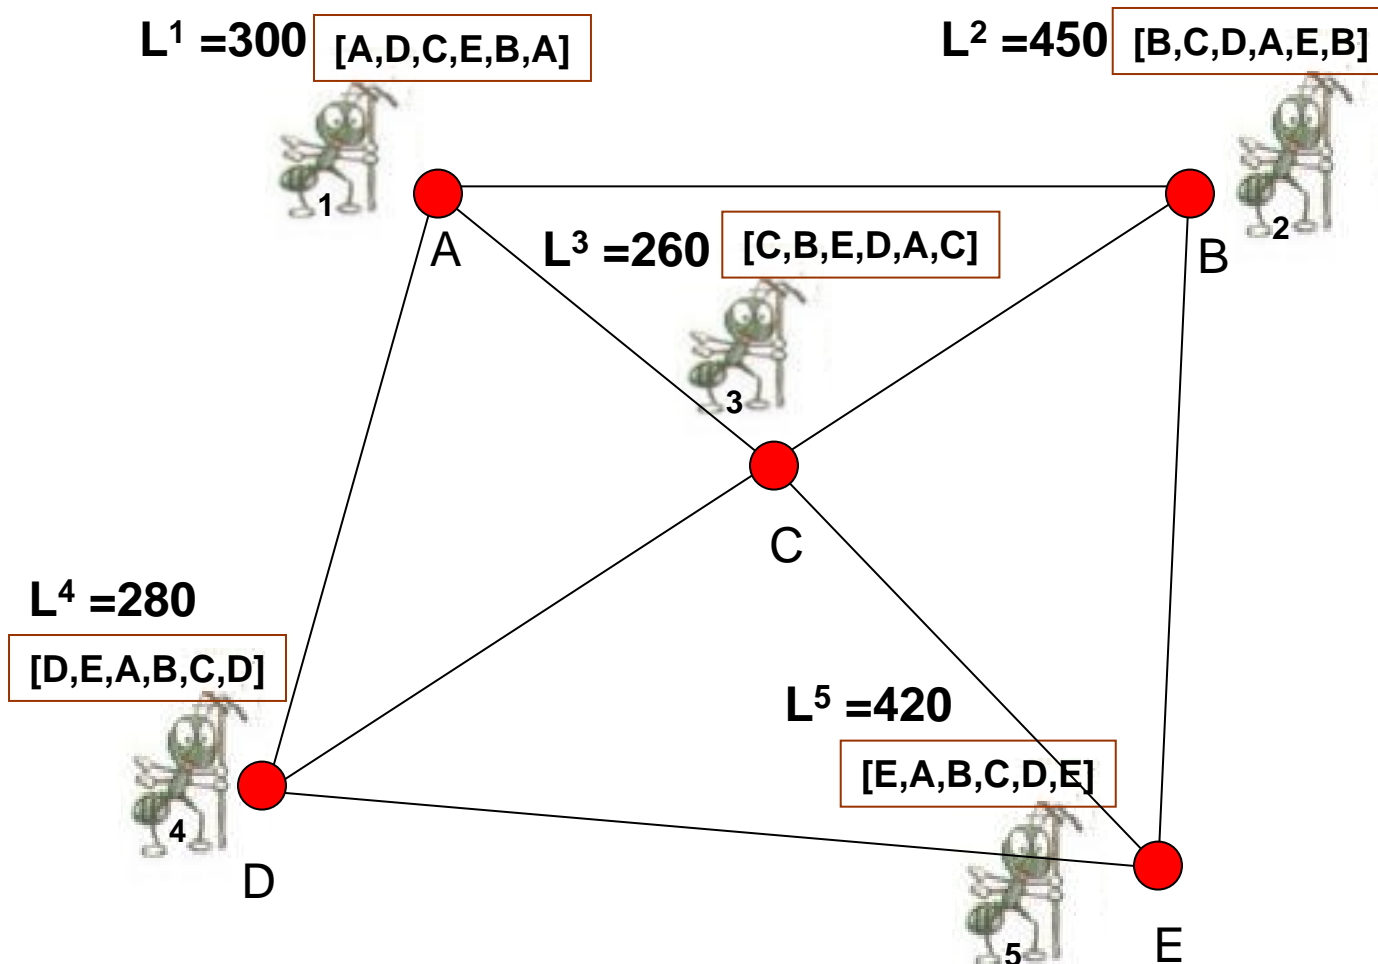 L¹ =300 [A,D,C,E,B,A]
L² =450 [B,C,D,A,E,B]
1
2
A
B
L³ =260 [C,B,E,D,A,C]
3
C
L⁴ =280
[D,E,A,B,C,D]
L⁵ =420
[E,A,B,C,D,E]
4
D
5
E